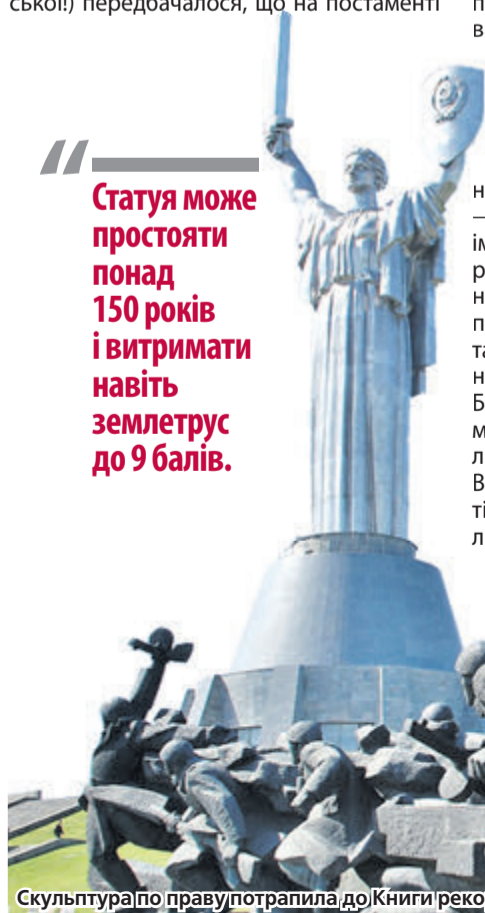 ської!) передбачалося, що на постаменті
“
Статуя може
простояти
понад
150 років
і витримати
навіть
землетрус
до 9 балів.
Скульптура по праву потрапила до Книги